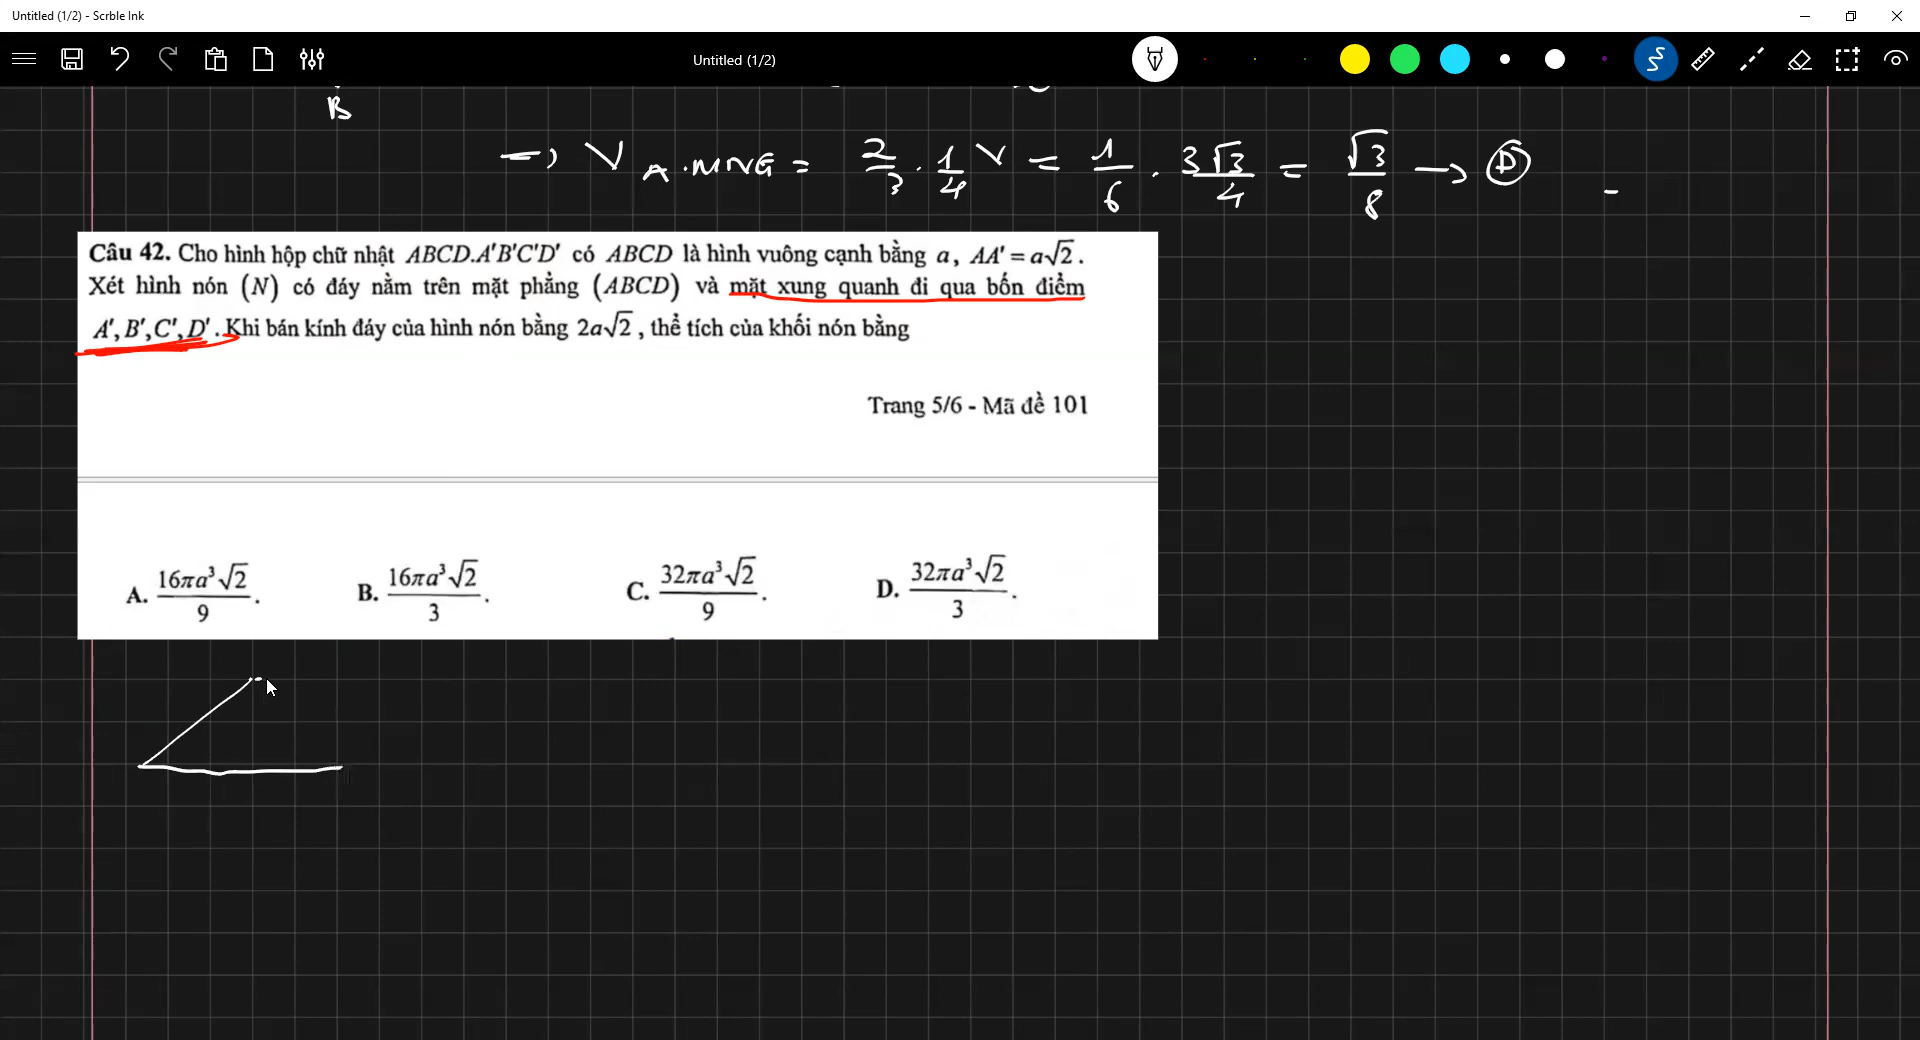 Untitled (1/2) - Scrble Ink
Untitled (1/2)
B
=> V A.MNG = 2/3 . 1/4 V = 1/6 . 3√3/4 = √3/8 → D
Câu 42. Cho hình hộp chữ nhật ABCD.A'B'C'D' có ABCD là hình vuông cạnh bằng a, AA' = a√2.
Xét hình nón (N) có đáy nằm trên mặt phẳng (ABCD) và mặt xung quanh đi qua bốn điểm
A', B', C', D'. Khi bán kính đáy của hình nón bằng 2a√2, thể tích của khối nón bằng
Trang 5/6 - Mã đề 101
A. 16πa³√2/9. B. 16πa³√2/3. C. 32πa³√2/9. D. 32πa³√2/3.